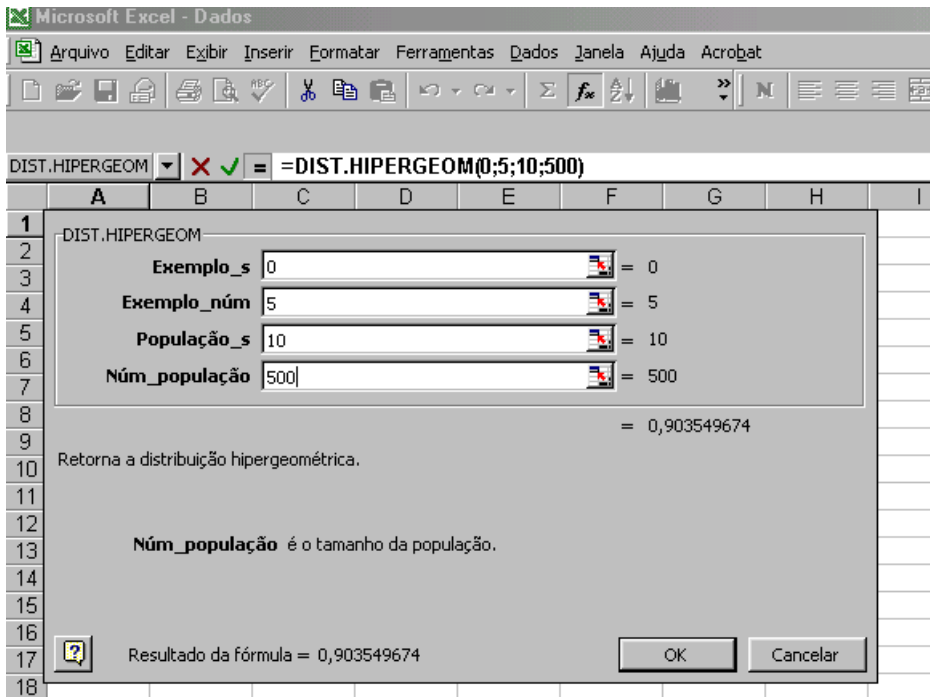 Microsoft Excel - Dados
Arquivo Editar Exibir Inserir Formatar Ferramentas Dados Janela Ajuda Acrobat
ABC Σ fx A Z » N
DIST.HIPERGEOM = =DIST.HIPERGEOM(0;5;10;500)
A B C D E F G H I
1
DIST.HIPERGEOM
2
Exemplo_s 0 = 0
3
Exemplo_núm 5 = 5
4
5
População_s 10 = 10
6
Núm_população 500 = 500
7
8
= 0,903549674
9
Retorna a distribuição hipergeométrica.
10
11
12
Núm_população é o tamanho da população.
13
14
15
16
Resultado da fórmula = 0,903549674 OK Cancelar
17
18